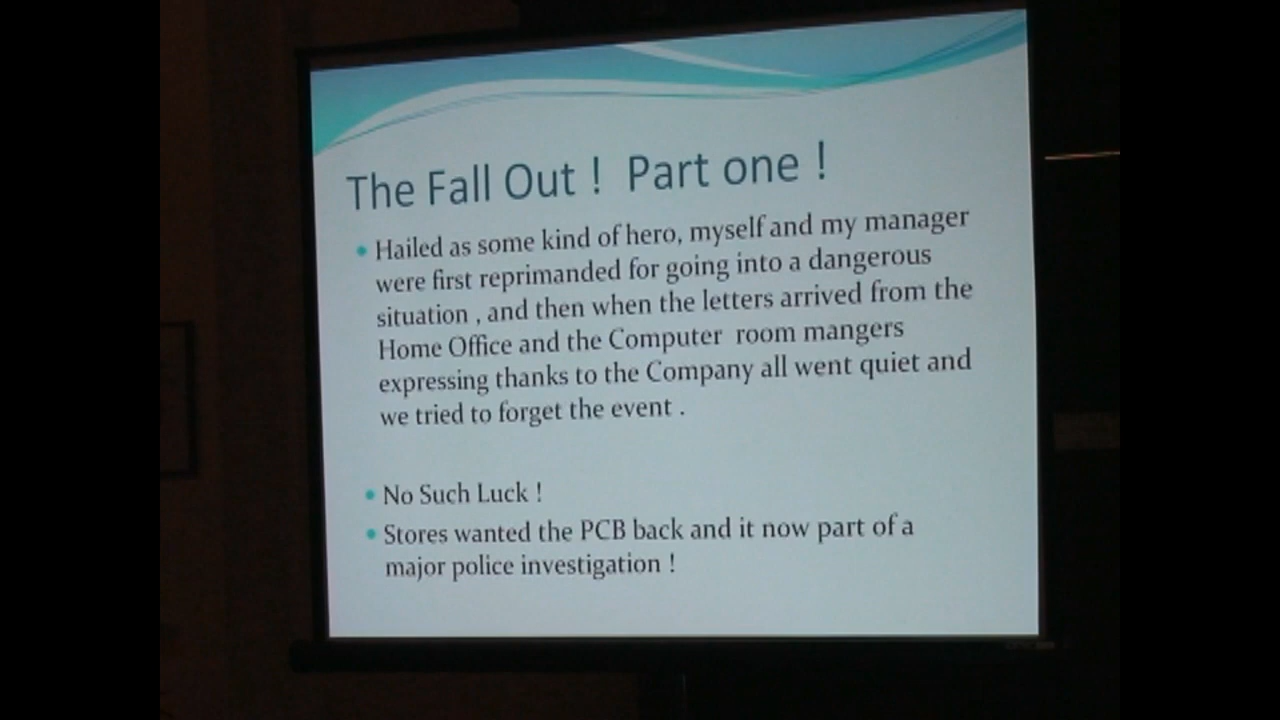 The Fall Out ! Part one !
• Hailed as some kind of hero, myself and my manager
were first reprimanded for going into a dangerous
situation , and then when the letters arrived from the
Home Office and the Computer room mangers
expressing thanks to the Company all went quiet and
we tried to forget the event .
• No Such Luck !
• Stores wanted the PCB back and it now part of a
major police investigation !